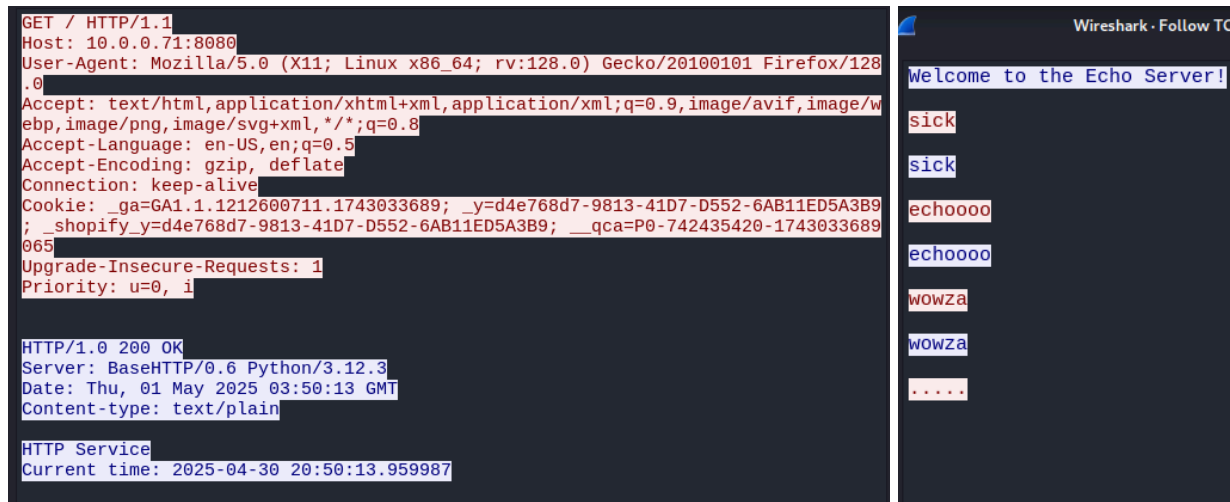 GET / HTTP/1.1
Host: 10.0.0.71:8080
User-Agent: Mozilla/5.0 (X11; Linux x86_64; rv:128.0) Gecko/20100101 Firefox/128
.0
Accept: text/html,application/xhtml+xml,application/xml;q=0.9,image/avif,image/w
ebp,image/png,image/svg+xml,*/*;q=0.8
Accept-Language: en-US,en;q=0.5
Accept-Encoding: gzip, deflate
Connection: keep-alive
Cookie: _ga=GA1.1.1212600711.1743033689; _y=d4e768d7-9813-41D7-D552-6AB11ED5A3B9
; _shopify_y=d4e768d7-9813-41D7-D552-6AB11ED5A3B9; __qca=P0-742435420-1743033689
065
Upgrade-Insecure-Requests: 1
Priority: u=0, i
HTTP/1.0 200 OK
Server: BaseHTTP/0.6 Python/3.12.3
Date: Thu, 01 May 2025 03:50:13 GMT
Content-type: text/plain
HTTP Service
Current time: 2025-04-30 20:50:13.959987
Wireshark · Follow TC
Welcome to the Echo Server!
sick
sick
echoooo
echoooo
wowza
wowza
.....